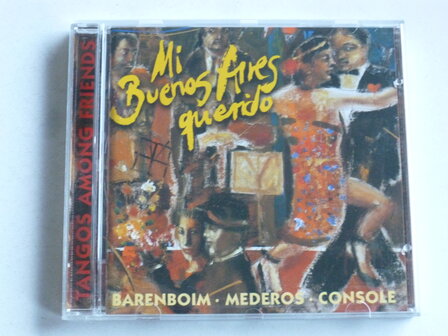 TANGOS AMONG FRIENDS
Mi
Buenos Aires
querido
BARENBOIM · MEDEROS · CONSOLE